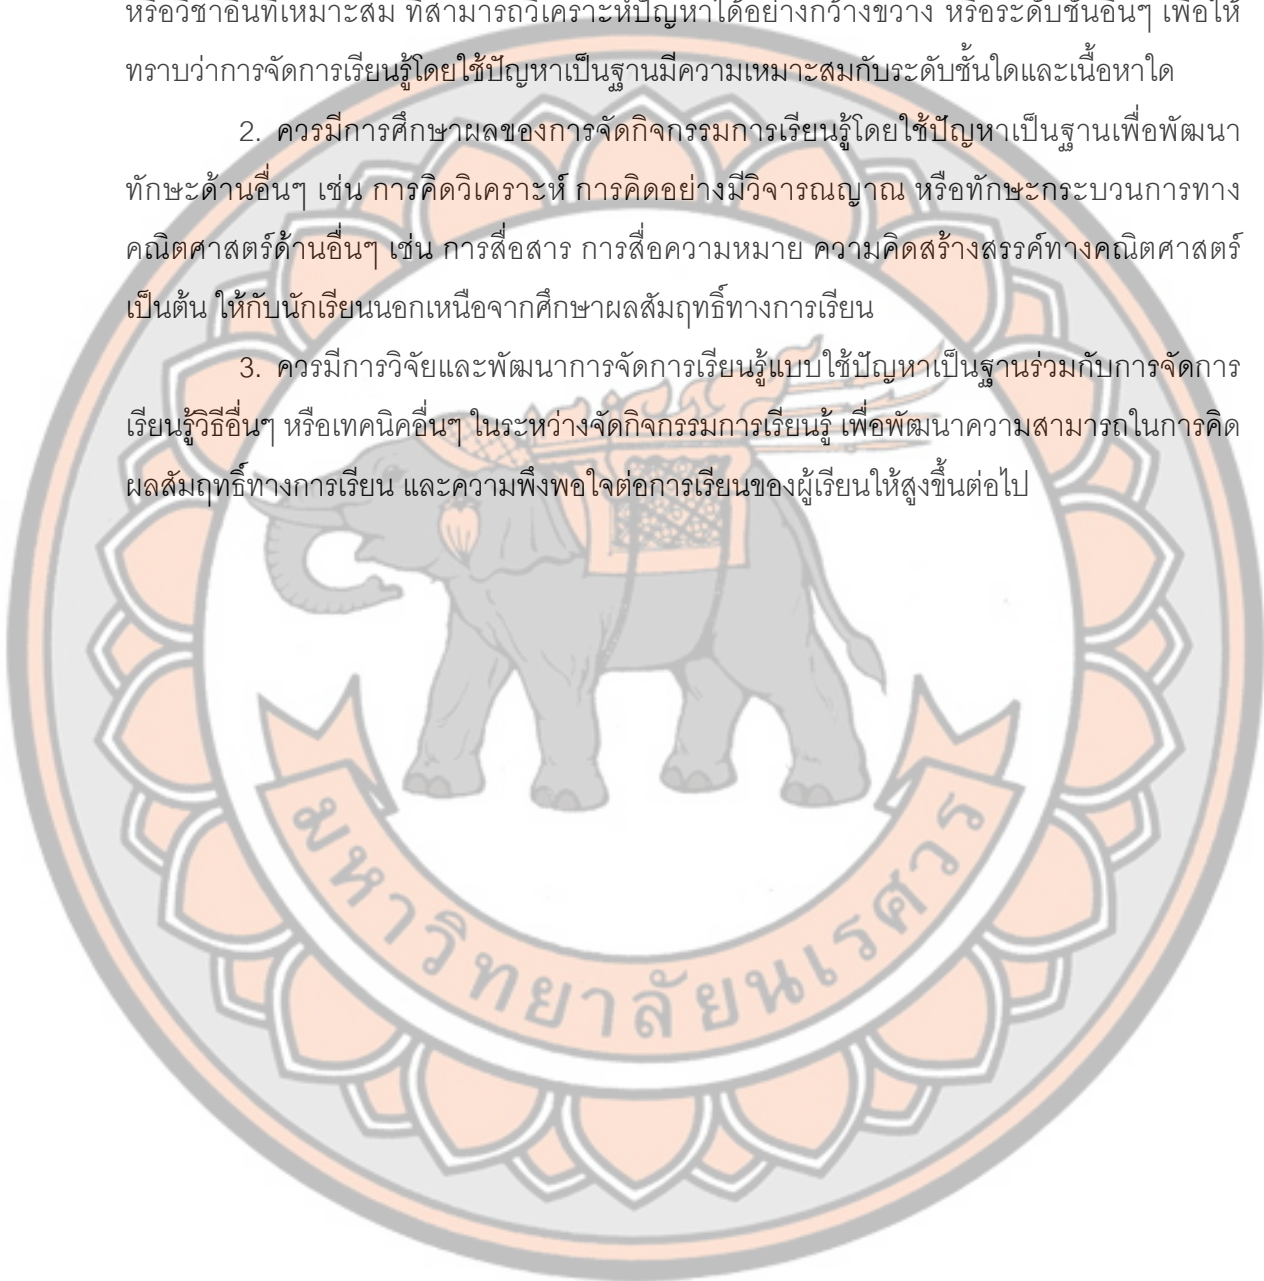 หรือวิชาอื่นที่เหมาะสม ที่สามารถวิเคราะห์ปัญหาได้อย่างกว้างขวาง หรือระดับชั้นอื่นๆ เพื่อให้
ทราบว่าการจัดการเรียนรู้โดยใช้ปัญหาเป็นฐานมีความเหมาะสมกับระดับชั้นใดและเนื้อหาใด
2. ควรมีการศึกษาผลของการจัดกิจกรรมการเรียนรู้โดยใช้ปัญหาเป็นฐานเพื่อพัฒนา
ทักษะด้านอื่นๆ เช่น การคิดวิเคราะห์ การคิดอย่างมีวิจารณญาณ หรือทักษะกระบวนการทาง
คณิตศาสตร์ด้านอื่นๆ เช่น การสื่อสาร การสื่อความหมาย ความคิดสร้างสรรค์ทางคณิตศาสตร์
เป็นต้น ให้กับนักเรียนนอกเหนือจากศึกษาผลสัมฤทธิ์ทางการเรียน
3. ควรมีการวิจัยและพัฒนาการจัดการเรียนรู้แบบใช้ปัญหาเป็นฐานร่วมกับการจัดการ
เรียนรู้วิธีอื่นๆ หรือเทคนิคอื่นๆ ในระหว่างจัดกิจกรรมการเรียนรู้ เพื่อพัฒนาความสามารถในการคิด
ผลสัมฤทธิ์ทางการเรียน และความพึงพอใจต่อการเรียนของผู้เรียนให้สูงขึ้นต่อไป
มหาวิทยาลัยนเรศวร